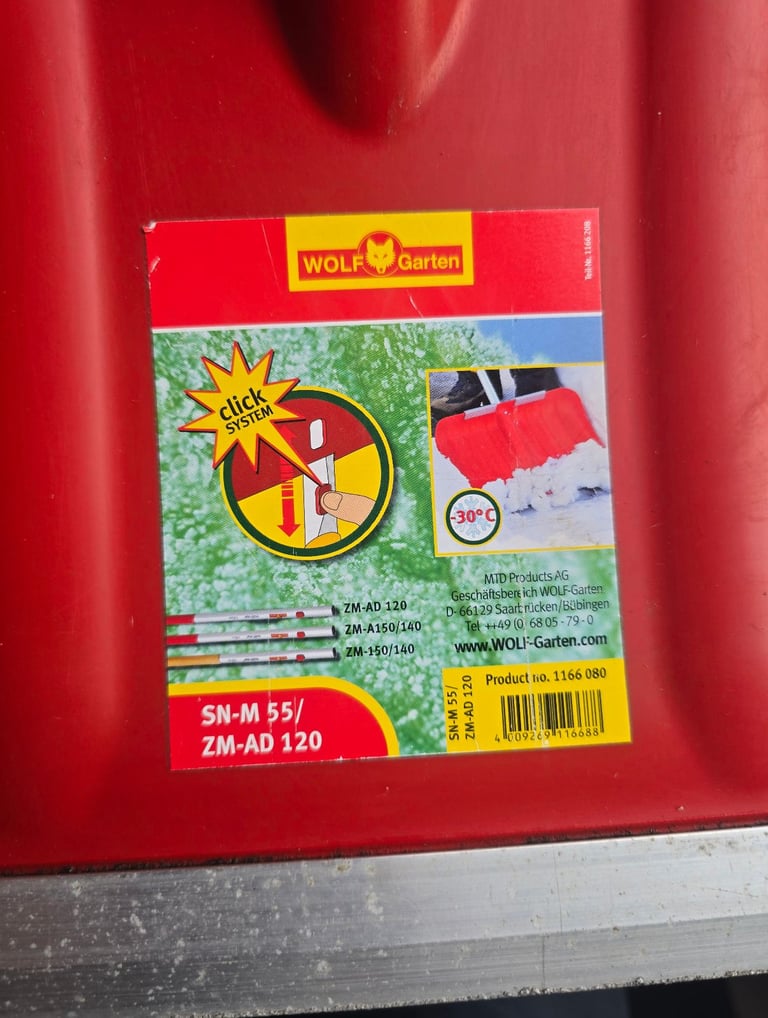 WOLF Garten
Teil-Nr. 1166 208
click
SYSTEM
-30°C
MTD Products AG
Geschäftsbereich WOLF-Garten
D- 66129 Saarbrücken/Bübingen
Tel ++49 (0) 68 05 - 79 - 0
www.WOLF-Garten.com
ZM-AD 120
ZM-A150/140
ZM-150/140
SN-M 55/
ZM-AD 120
SN-M 55/
ZM-AD 120
Product no. 1166 080
4 009269 116688